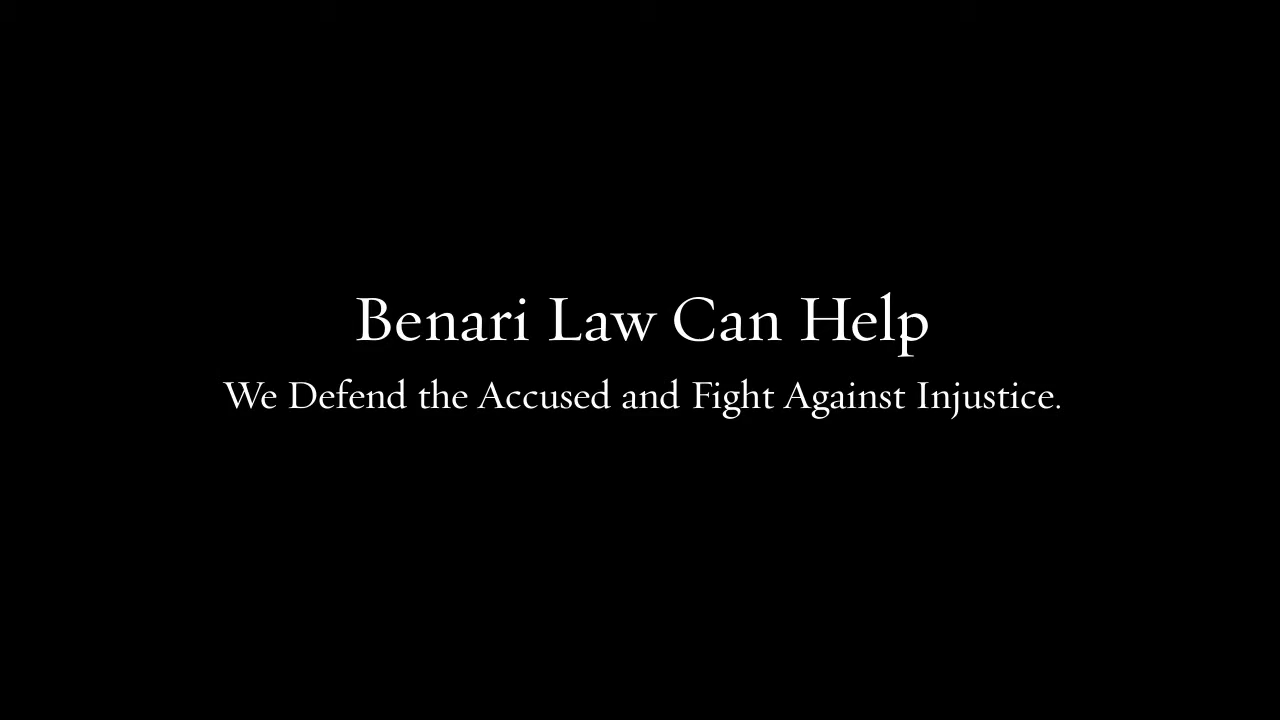 Benari Law Can Help
We Defend the Accused and Fight Against Injustice.